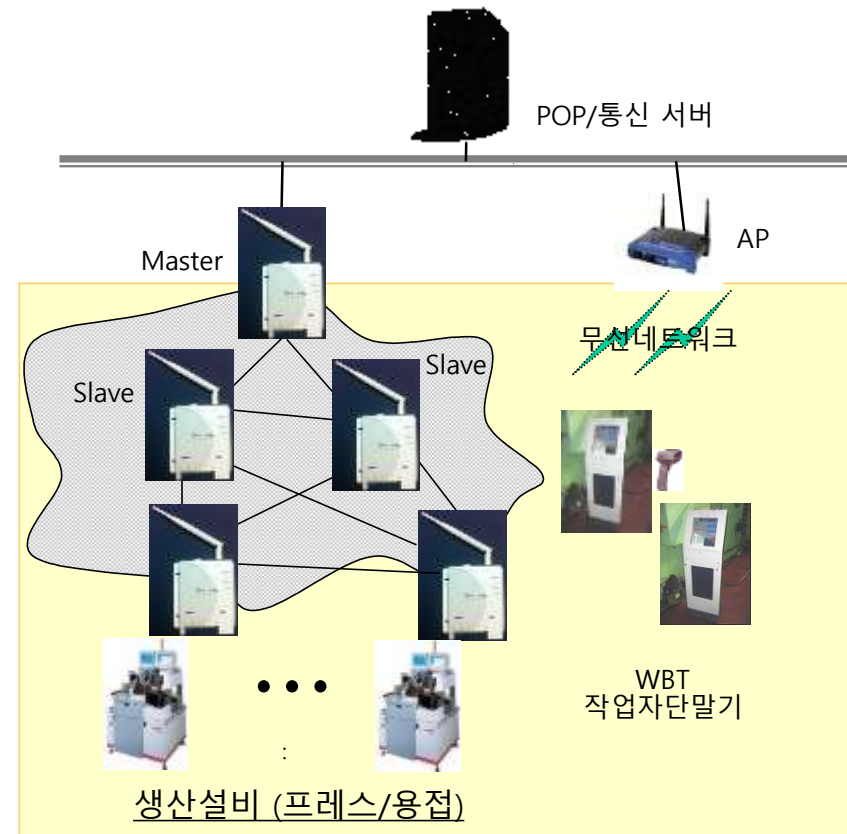 POP/통신 서버
Master
AP
무선네트워크
Slave
Slave
WBT
작업자단말기
:
생산설비 (프레스/용접)